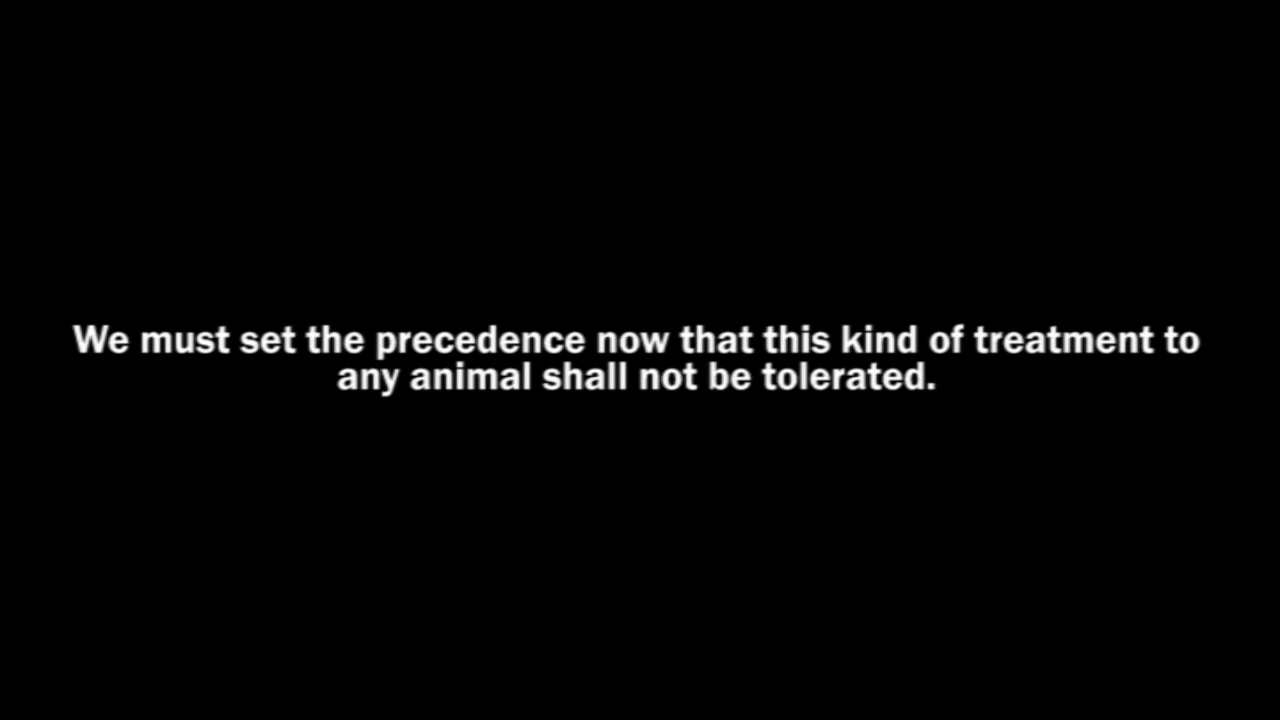 We must set the precedence now that this kind of treatment to
any animal shall not be tolerated.